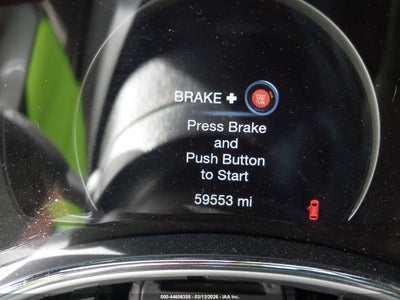 BRAKE +
Press Brake
and
Push Button
to Start
59553 mi
000-44606358 - 03/13/2026 - IAA Inc.